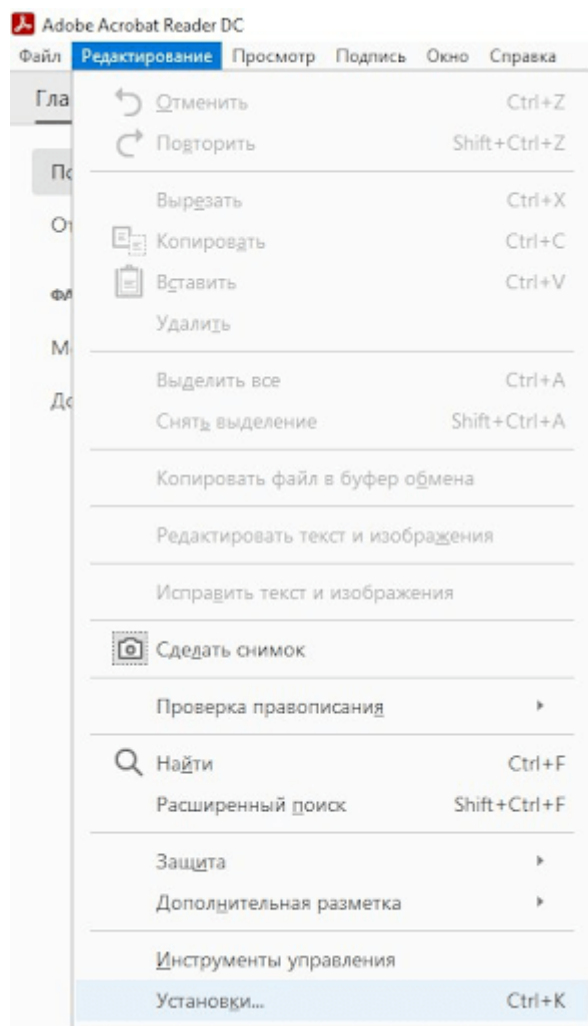 Adobe Acrobat Reader DC
Файл Редактирование Просмотр Подпись Окно Справка
Гла
Отменить Ctrl+Z
Повторить Shift+Ctrl+Z
По
Вырезать Ctrl+X
От
Копировать Ctrl+C
Вставить Ctrl+V
ФА
Удалить
М
Выделить все Ctrl+A
До
Снять выделение Shift+Ctrl+A
Копировать файл в буфер обмена
Редактировать текст и изображения
Исправить текст и изображения
Сделать снимок
Проверка правописания
Найти Ctrl+F
Расширенный поиск Shift+Ctrl+F
Защита
Дополнительная разметка
Инструменты управления
Установки... Ctrl+K